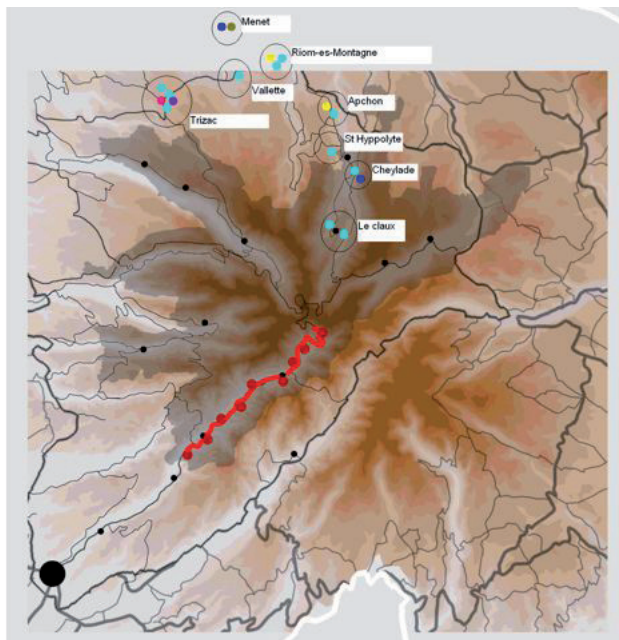 Menet
Riom-es-Montagne
Vallette
Apchon
Trizac
St Hyppolyte
Cheylade
Le claux